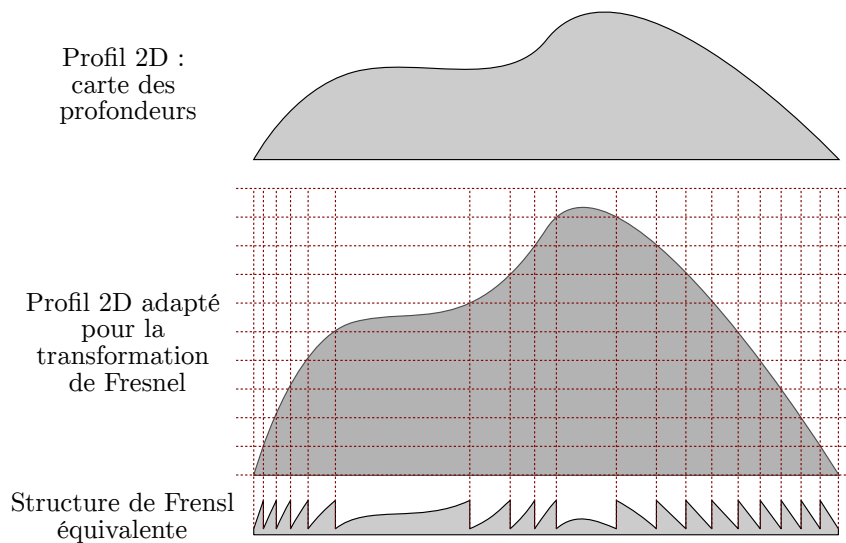 Profil 2D :
carte des
profondeurs
Profil 2D adapté
pour la
transformation
de Fresnel
Structure de Frensl
équivalente